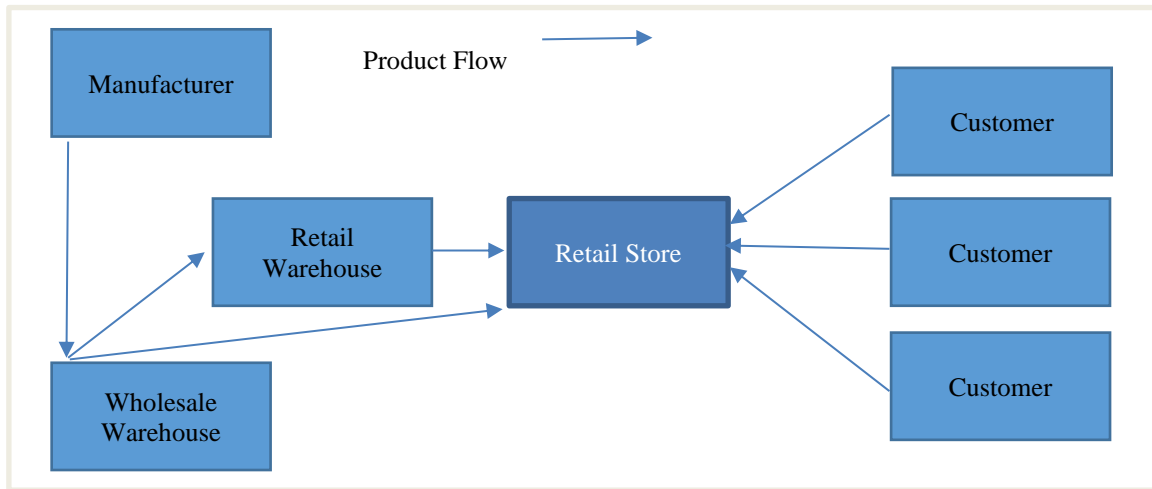 Manufacturer
Product Flow
Customer
Retail
Warehouse
Retail Store
Customer
Wholesale
Warehouse
Customer